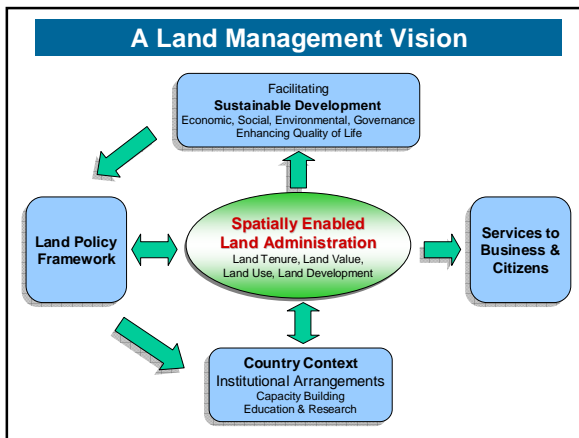 A Land Management Vision
Facilitating
Sustainable Development
Economic, Social, Environmental, Governance
Enhancing Quality of Life
Land Policy
Framework
Spatially Enabled
Land Administration
Land Tenure, Land Value,
Land Use, Land Development
Services to
Business &
Citizens
Country Context
Institutional Arrangements
Capacity Building
Education & Research